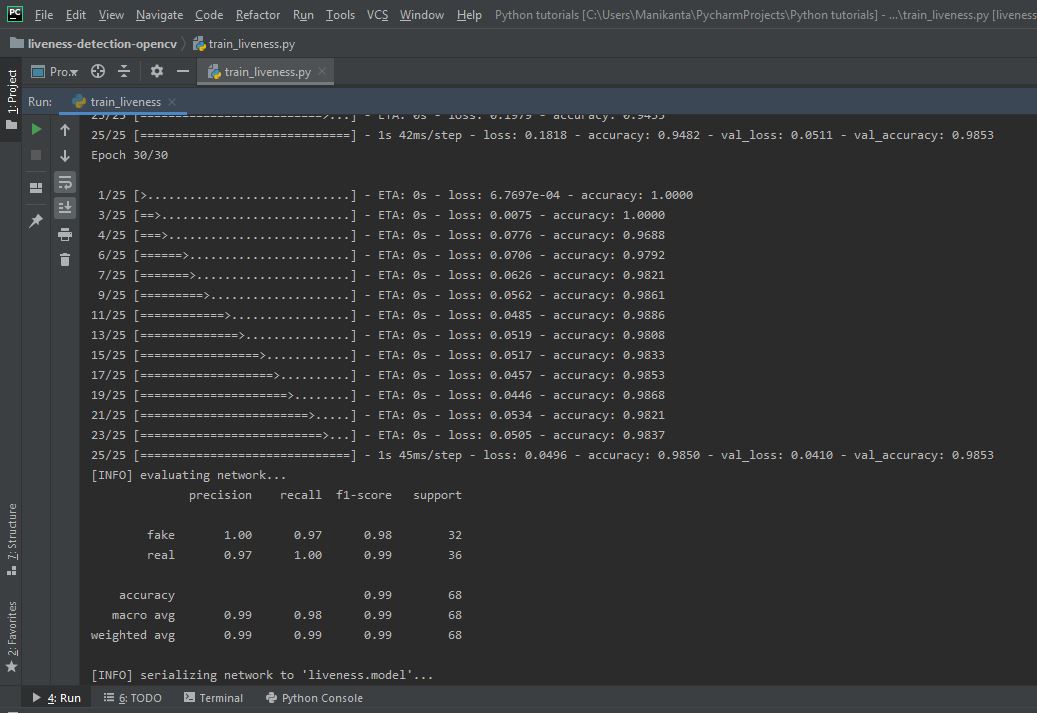 PC File Edit View Navigate Code Refactor Run Tools VCS Window Help Python tutorials [C:\Users\Manikanta\PycharmProjects\Python tutorials] - ...\train_liveness.py [liveness
liveness-detection-opencv train_liveness.py
1: Project
Pro... train_liveness.py
Run: train_liveness
25/25 [===========================>...] - ETA: 0s - loss: 0.1979 - accuracy: 0.9435
25/25 [==============================] - 1s 42ms/step - loss: 0.1818 - accuracy: 0.9482 - val_loss: 0.0511 - val_accuracy: 0.9853
Epoch 30/30
1/25 [>.............................] - ETA: 0s - loss: 6.7697e-04 - accuracy: 1.0000
3/25 [==>...........................] - ETA: 0s - loss: 0.0075 - accuracy: 1.0000
4/25 [===>..........................] - ETA: 0s - loss: 0.0776 - accuracy: 0.9688
6/25 [======>.......................] - ETA: 0s - loss: 0.0706 - accuracy: 0.9792
7/25 [=======>......................] - ETA: 0s - loss: 0.0626 - accuracy: 0.9821
9/25 [=========>....................] - ETA: 0s - loss: 0.0562 - accuracy: 0.9861
11/25 [============>.................] - ETA: 0s - loss: 0.0485 - accuracy: 0.9886
13/25 [==============>...............] - ETA: 0s - loss: 0.0519 - accuracy: 0.9808
15/25 [=================>............] - ETA: 0s - loss: 0.0517 - accuracy: 0.9833
17/25 [===================>..........] - ETA: 0s - loss: 0.0457 - accuracy: 0.9853
19/25 [=====================>........] - ETA: 0s - loss: 0.0446 - accuracy: 0.9868
21/25 [========================>.....] - ETA: 0s - loss: 0.0534 - accuracy: 0.9821
23/25 [==========================>...] - ETA: 0s - loss: 0.0505 - accuracy: 0.9837
25/25 [==============================] - 1s 45ms/step - loss: 0.0496 - accuracy: 0.9850 - val_loss: 0.0410 - val_accuracy: 0.9853
[INFO] evaluating network...
precision recall f1-score support
fake 1.00 0.97 0.98 32
real 0.97 1.00 0.99 36
accuracy 0.99 68
macro avg 0.99 0.98 0.99 68
weighted avg 0.99 0.99 0.99 68
[INFO] serializing network to 'liveness.model'...
7: Structure
2: Favorites
4: Run 6: TODO Terminal Python Console